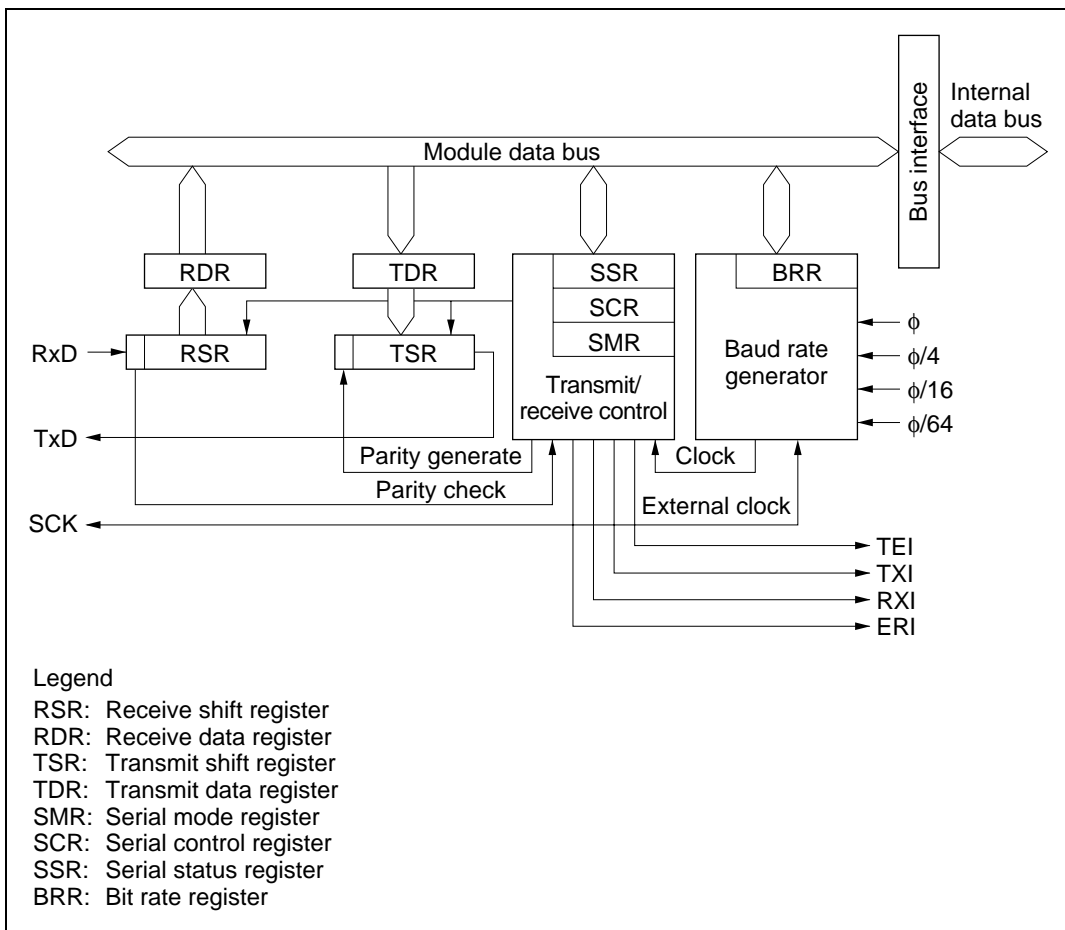 Bus interface
Internal
data bus
Module data bus
RDR
TDR
SSR
BRR
SCR
RSR
TSR
SMR
RxD
TxD
SCK
Transmit/
receive control
Baud rate
generator
ϕ
ϕ/4
ϕ/16
ϕ/64
Parity generate
Clock
Parity check
External clock
TEI
TXI
RXI
ERI
Legend
RSR: Receive shift register
RDR: Receive data register
TSR: Transmit shift register
TDR: Transmit data register
SMR: Serial mode register
SCR: Serial control register
SSR: Serial status register
BRR: Bit rate register